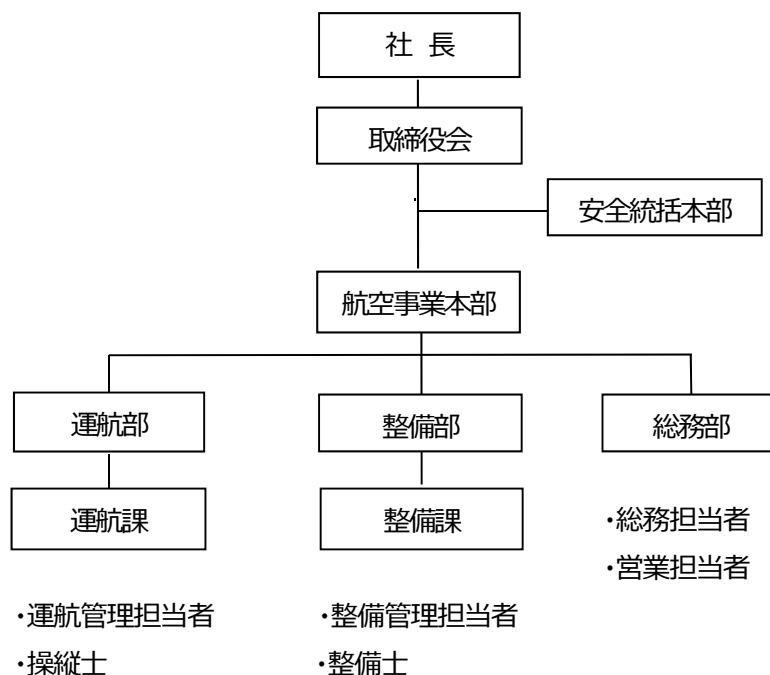 社 長
取締役会
安全統括本部
航空事業本部
運航部
整備部
総務部
運航課
整備課
・総務担当者
・営業担当者
・運航管理担当者
・操縦士
・整備管理担当者
・整備士